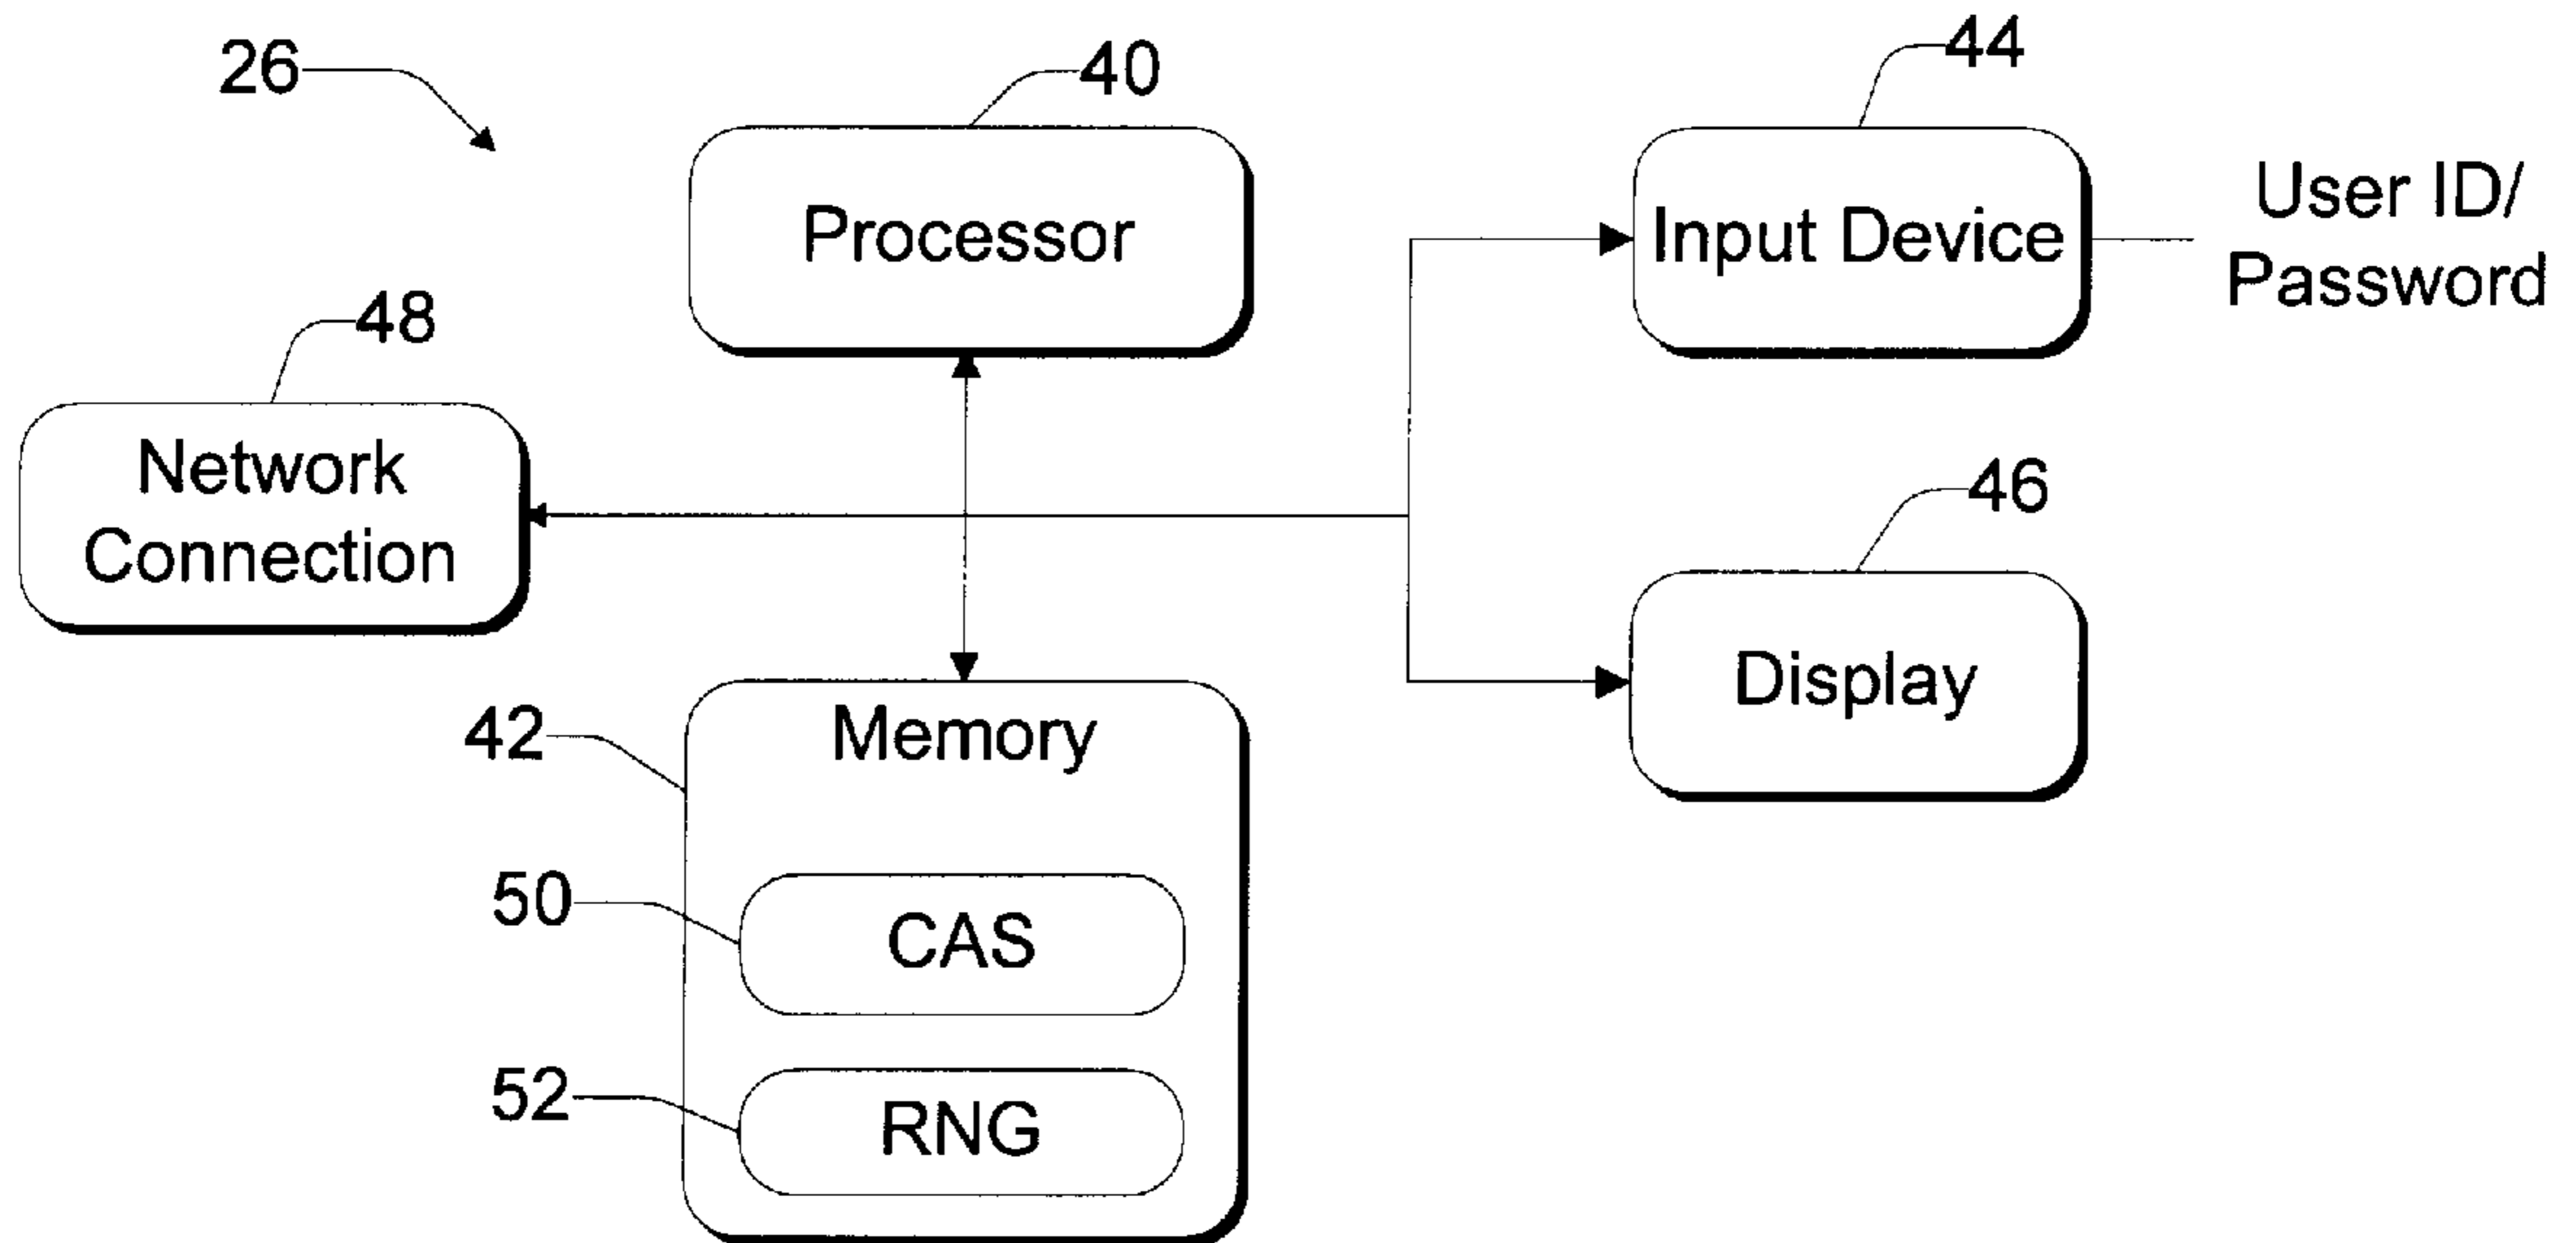 26
40
44
Processor
Input Device
User ID/
Password
48
Network
Connection
46
Display
42
Memory
50
CAS
52
RNG